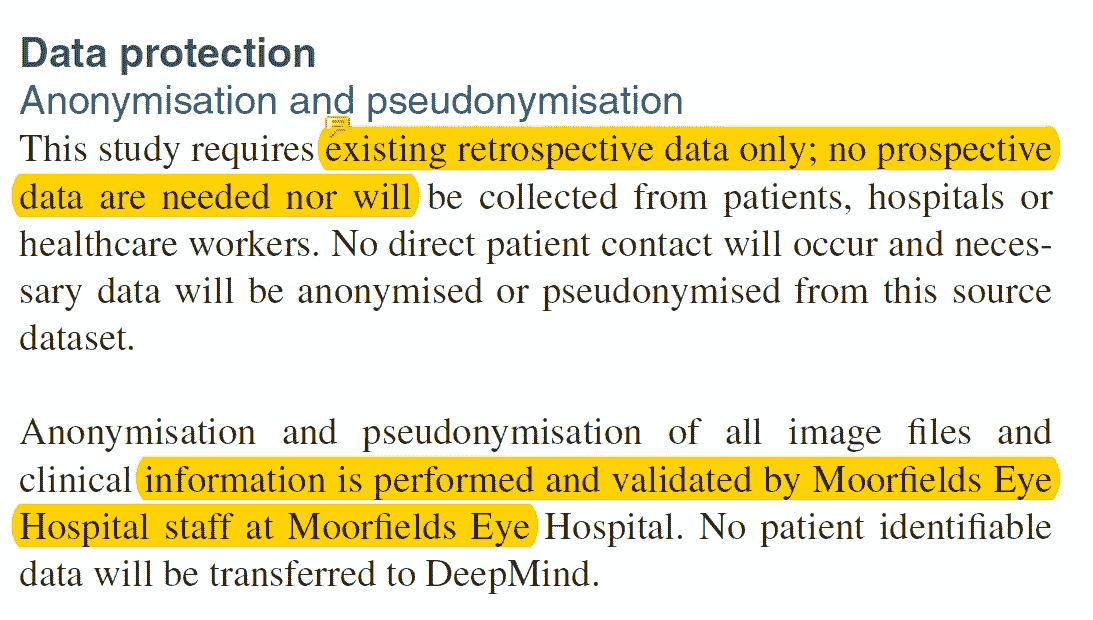 Data protection
Anonymisation and pseudonymisation
This study requires existing retrospective data only; no prospective
data are needed nor will be collected from patients, hospitals or
healthcare workers. No direct patient contact will occur and neces-
sary data will be anonymised or pseudonymised from this source
dataset.
Anonymisation and pseudonymisation of all image files and
clinical information is performed and validated by Moorfields Eye
Hospital staff at Moorfields Eye Hospital. No patient identifiable
data will be transferred to DeepMind.